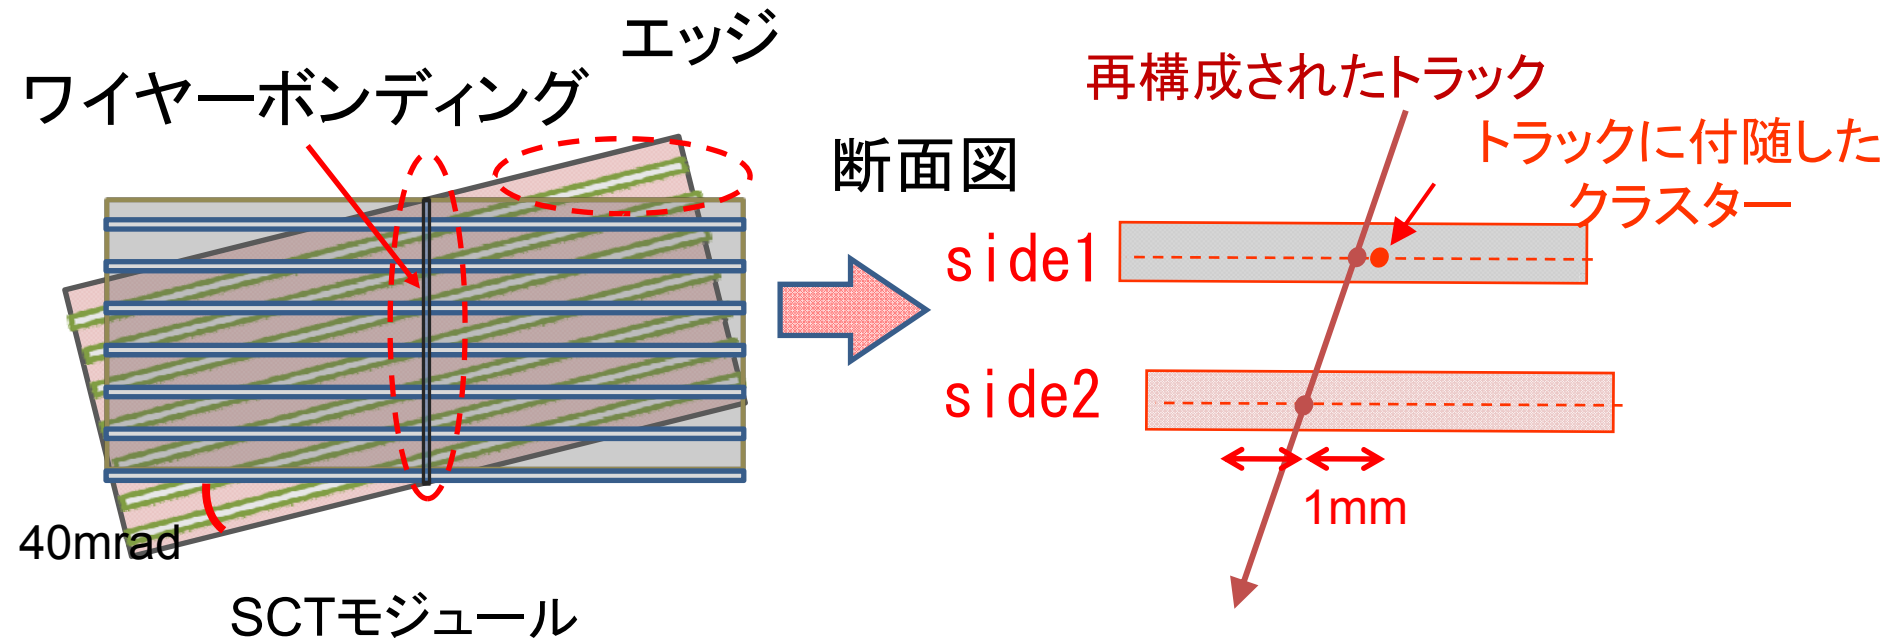 エッジ
ワイヤーボンディング
40mrad
SCTモジュール
断面図
再構成されたトラック
トラックに付随した
クラスター
side1
side2
1mm